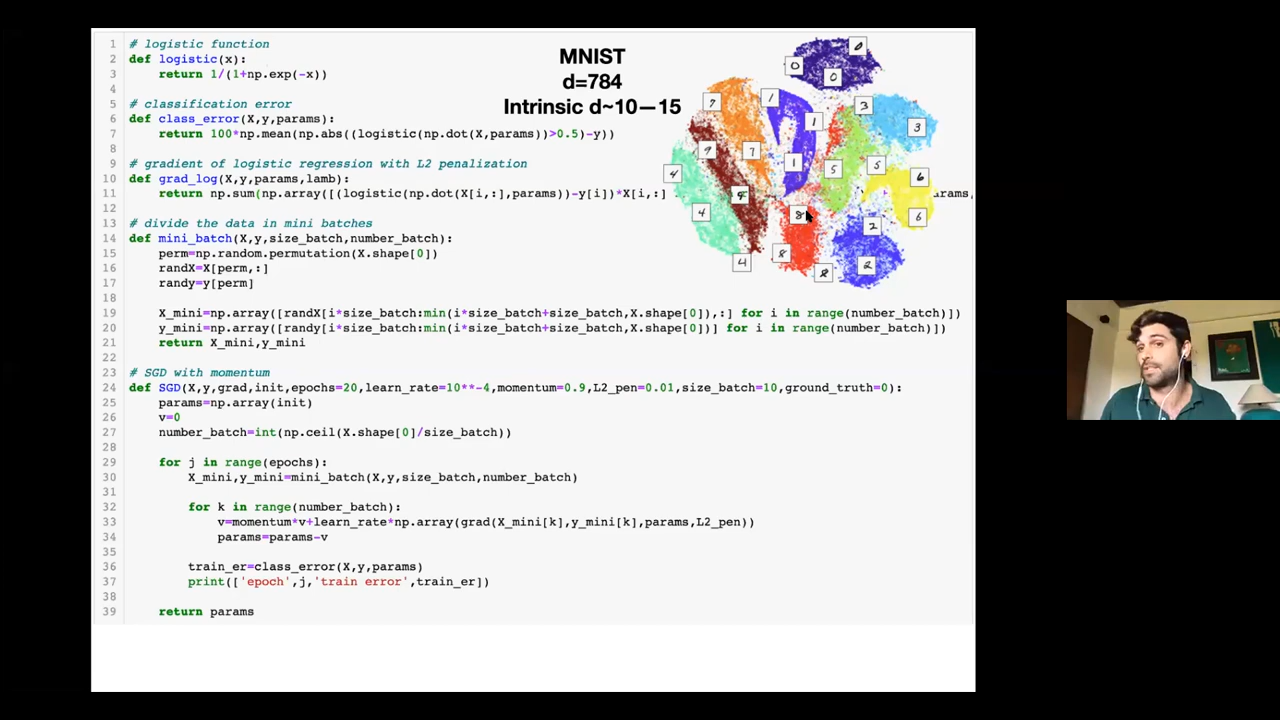 MNIST
d=784
Intrinsic d~10—15
1 # logistic function
2 def logistic(x):
3 return 1/(1+np.exp(-x))
4
5 # classification error
6 def class_error(X,y,params):
7 return 100*np.mean(np.abs((logistic(np.dot(X,params))>0.5)-y))
8
9 # gradient of logistic regression with L2 penalization
10 def grad_log(X,y,params,lamb):
11 return np.sum(np.array([(logistic(np.dot(X[i,:],params))-y[i])*X[i,:] arams,
12
13 # divide the data in mini batches
14 def mini_batch(X,y,size_batch,number_batch):
15 perm=np.random.permutation(X.shape[0])
16 randX=X[perm,:]
17 randy=y[perm]
18
19 X_mini=np.array([randX[i*size_batch:min(i*size_batch+size_batch,X.shape[0]),:] for i in range(number_batch)])
20 y_mini=np.array([randy[i*size_batch:min(i*size_batch+size_batch,X.shape[0])] for i in range(number_batch)])
21 return X_mini,y_mini
22
23 # SGD with momentum
24 def SGD(X,y,grad,init,epochs=20,learn_rate=10**-4,momentum=0.9,L2_pen=0.01,size_batch=10,ground_truth=0):
25 params=np.array(init)
26 v=0
27 number_batch=int(np.ceil(X.shape[0]/size_batch))
28
29 for j in range(epochs):
30 X_mini,y_mini=mini_batch(X,y,size_batch,number_batch)
31
32 for k in range(number_batch):
33 v=momentum*v+learn_rate*np.array(grad(X_mini[k],y_mini[k],params,L2_pen))
34 params=params-v
35
36 train_er=class_error(X,y,params)
37 print(['epoch',j,'train error',train_er])
38
39 return params
0
0
0
7
1
3
1
3
9
7
1
5
5
4
6
9
4
8
6
2
8
4
2
8